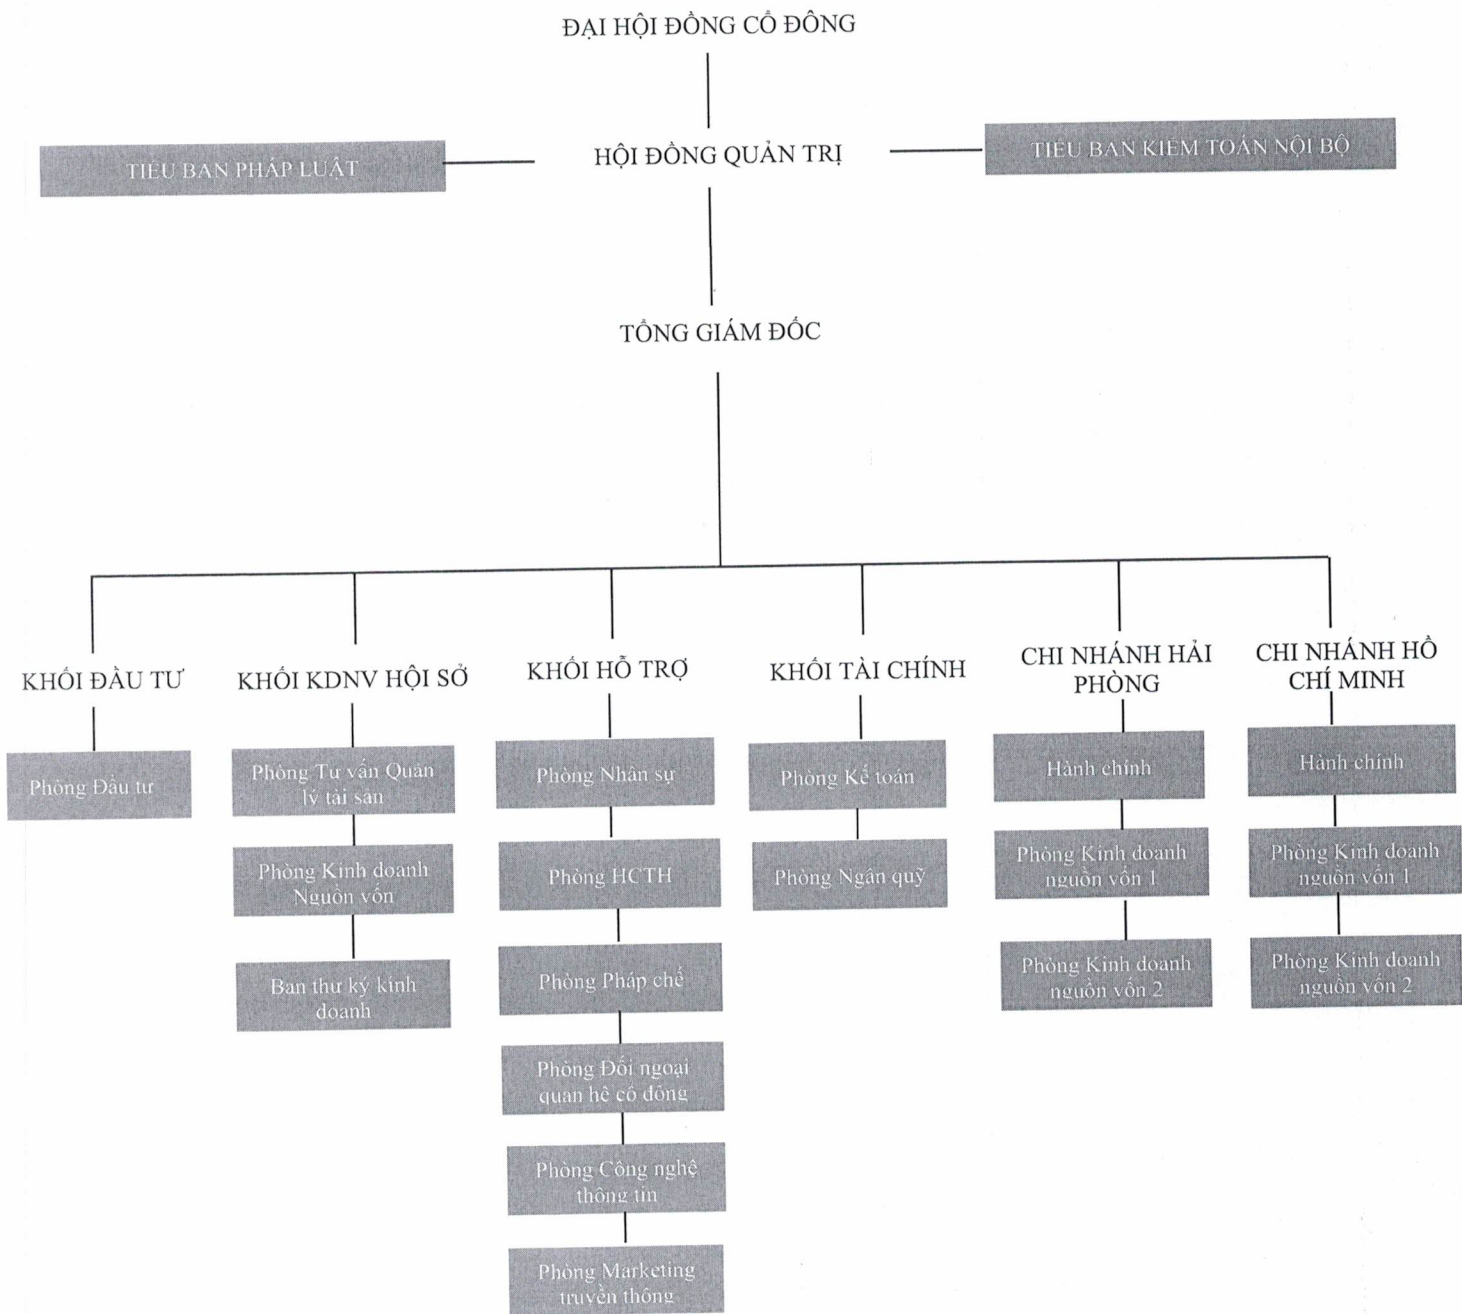 ĐẠI HỘI ĐỒNG CỔ ĐÔNG
TIỂU BAN PHÁP LUẬT
HỘI ĐỒNG QUẢN TRỊ
TIỂU BAN KIỂM TOÁN NỘI BỘ
TỔNG GIÁM ĐỐC
KHỐI ĐẦU TƯ
Phòng Đầu tư
KHỐI KDNV HỘI SỞ
Phòng Tư vấn Quản
lý tài sản
Phòng Kinh doanh
Nguồn vốn
Ban thư ký kinh
doanh
KHỐI HỖ TRỢ
Phòng Nhân sự
Phòng HCTH
Phòng Pháp chế
Phòng Đối ngoại
quan hệ cổ đông
Phòng Công nghệ
thông tin
Phòng Marketing
truyền thông
KHỐI TÀI CHÍNH
Phòng Kế toán
Phòng Ngân quỹ
CHI NHÁNH HẢI
PHÒNG
Hành chính
Phòng Kinh doanh
nguồn vốn 1
Phòng Kinh doanh
nguồn vốn 2
CHI NHÁNH HỒ
CHÍ MINH
Hành chính
Phòng Kinh doanh
nguồn vốn 1
Phòng Kinh doanh
nguồn vốn 2